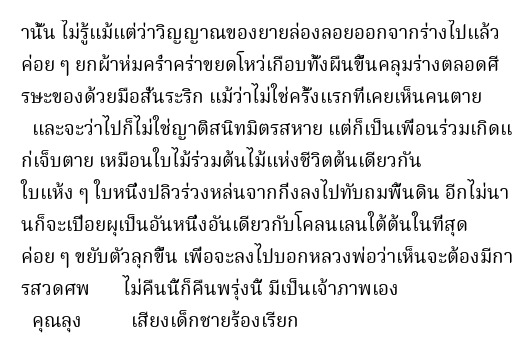 านั้น ไม่รู้แม้แต่ว่าวิญญาณของยายล่องลอยออกจากร่างไปแล้ว
ค่อย ๆ ยกผ้าห่มคร่ำคร่าขยดโหว่เกือบทั้งผืนขึ้นคลุมร่างตลอดศี
รษะของด้วยมือสั่นระริก แม้ว่าไม่ใช่ครั้งแรกที่เคยเห็นคนตาย
และจะว่าไปก็ไม่ใช่ญาติสนิทมิตรสหาย แต่ก็เป็นเพื่อนร่วมเกิดแ
ก่เจ็บตาย เหมือนใบไม้ร่วมต้นไม้แห่งชีวิตต้นเดียวกัน
ใบแห้ง ๆ ใบหนึ่งปลิวร่วงหล่นจากกิ่งลงไปทับถมพื้นดิน อีกไม่นา
นก็จะเปื่อยผุเป็นอันหนึ่งอันเดียวกับโคลนเลนใต้ต้นในที่สุด
ค่อย ๆ ขยับตัวลุกขึ้น เพื่อจะลงไปบอกหลวงพ่อว่าเห็นจะต้องมีกา
รสวดศพ ไม่คืนนี้ก็คืนพรุ่งนี้ มีเป็นเจ้าภาพเอง
คุณลุง เสียงเด็กชายร้องเรียก